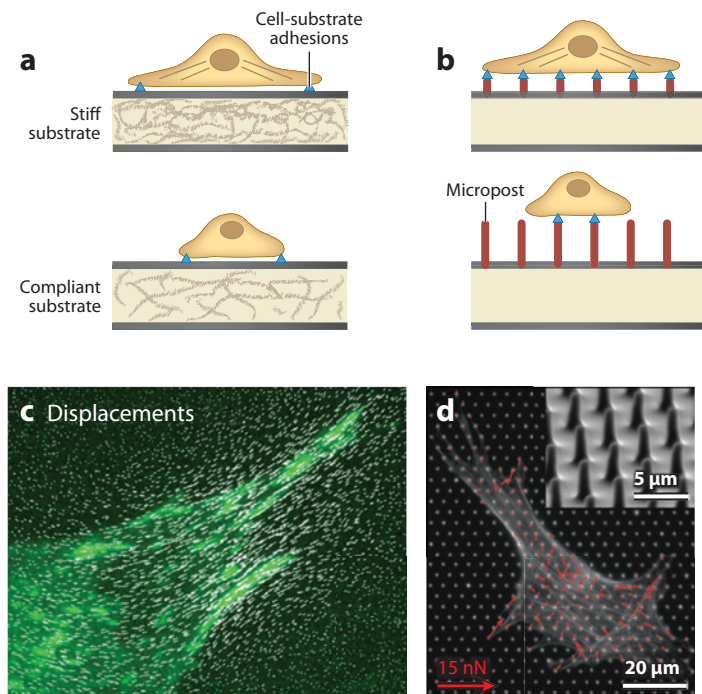 a
Cell-substrate
adhesions
Stiff
substrate
Compliant
substrate
b
Micropost
c Displacements
d
5 µm
15 nN
20 µm